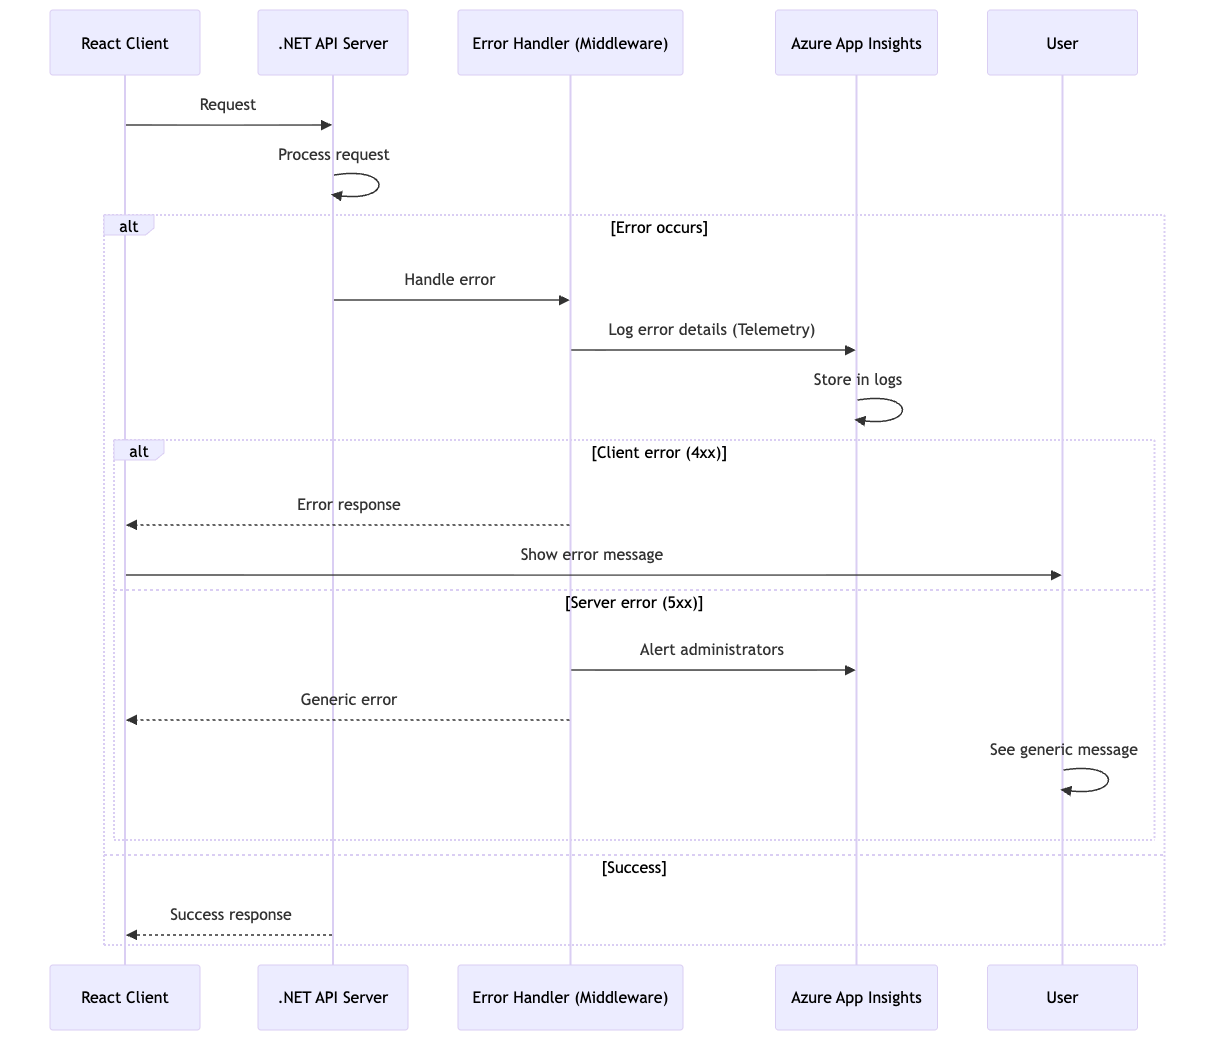 React Client
.NET API Server
Error Handler (Middleware)
Azure App Insights
User
Request
Process request
alt
[Error occurs]
Handle error
Log error details (Telemetry)
Store in logs
alt
[Client error (4xx)]
Error response
Show error message
[Server error (5xx)]
Alert administrators
Generic error
See generic message
[Success]
Success response
React Client
.NET API Server
Error Handler (Middleware)
Azure App Insights
User